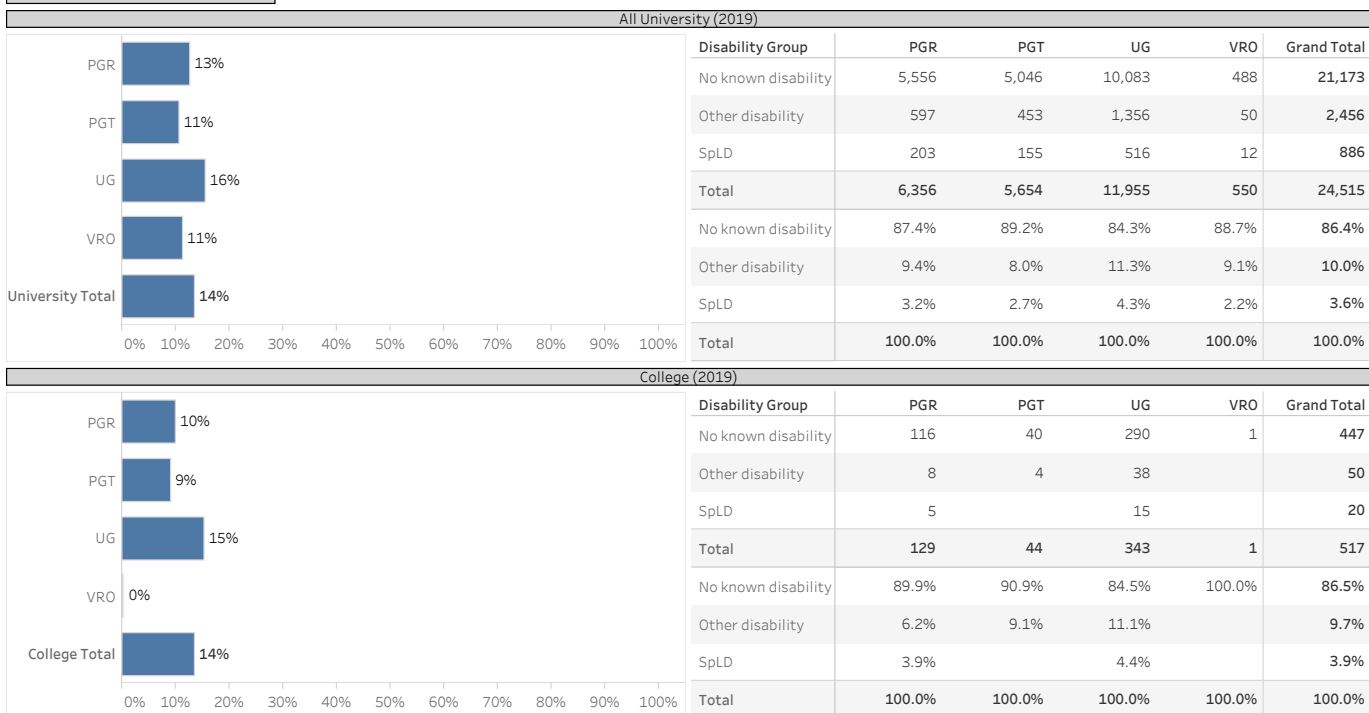 All University (2019)
PGR 13%
PGT 11%
UG 16%
VRO 11%
University Total 14%
0% 10% 20% 30% 40% 50% 60% 70% 80% 90% 100%
Disability Group PGR PGT UG VRO Grand Total
No known disability 5,556 5,046 10,083 488 21,173
Other disability 597 453 1,356 50 2,456
SpLD 203 155 516 12 886
Total 6,356 5,654 11,955 550 24,515
No known disability 87.4% 89.2% 84.3% 88.7% 86.4%
Other disability 9.4% 8.0% 11.3% 9.1% 10.0%
SpLD 3.2% 2.7% 4.3% 2.2% 3.6%
Total 100.0% 100.0% 100.0% 100.0% 100.0%
College (2019)
PGR 10%
PGT 9%
UG 15%
VRO 0%
College Total 14%
0% 10% 20% 30% 40% 50% 60% 70% 80% 90% 100%
Disability Group PGR PGT UG VRO Grand Total
No known disability 116 40 290 1 447
Other disability 8 4 38 50
SpLD 5 15 20
Total 129 44 343 1 517
No known disability 89.9% 90.9% 84.5% 100.0% 86.5%
Other disability 6.2% 9.1% 11.1% 9.7%
SpLD 3.9% 4.4% 3.9%
Total 100.0% 100.0% 100.0% 100.0% 100.0%